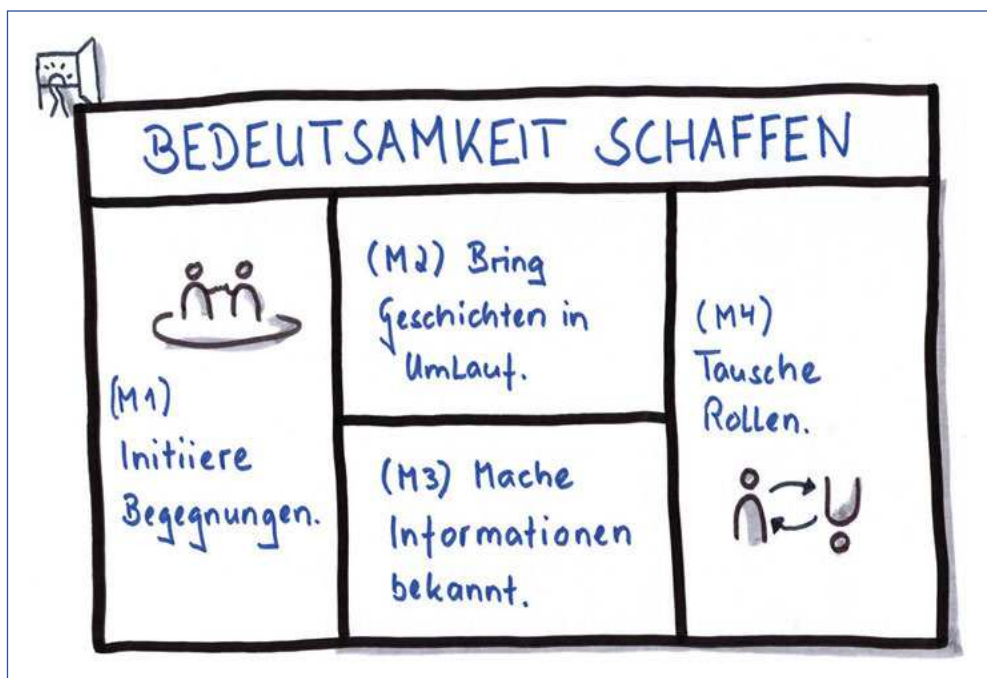 BEDEUTSAMKEIT SCHAFFEN
(M1)
Initiiere
Begegnungen.
(M2) Bring
Geschichten in
Umlauf.
(M3) Mache
Informationen
bekannt.
(M4)
Tausche
Rollen.